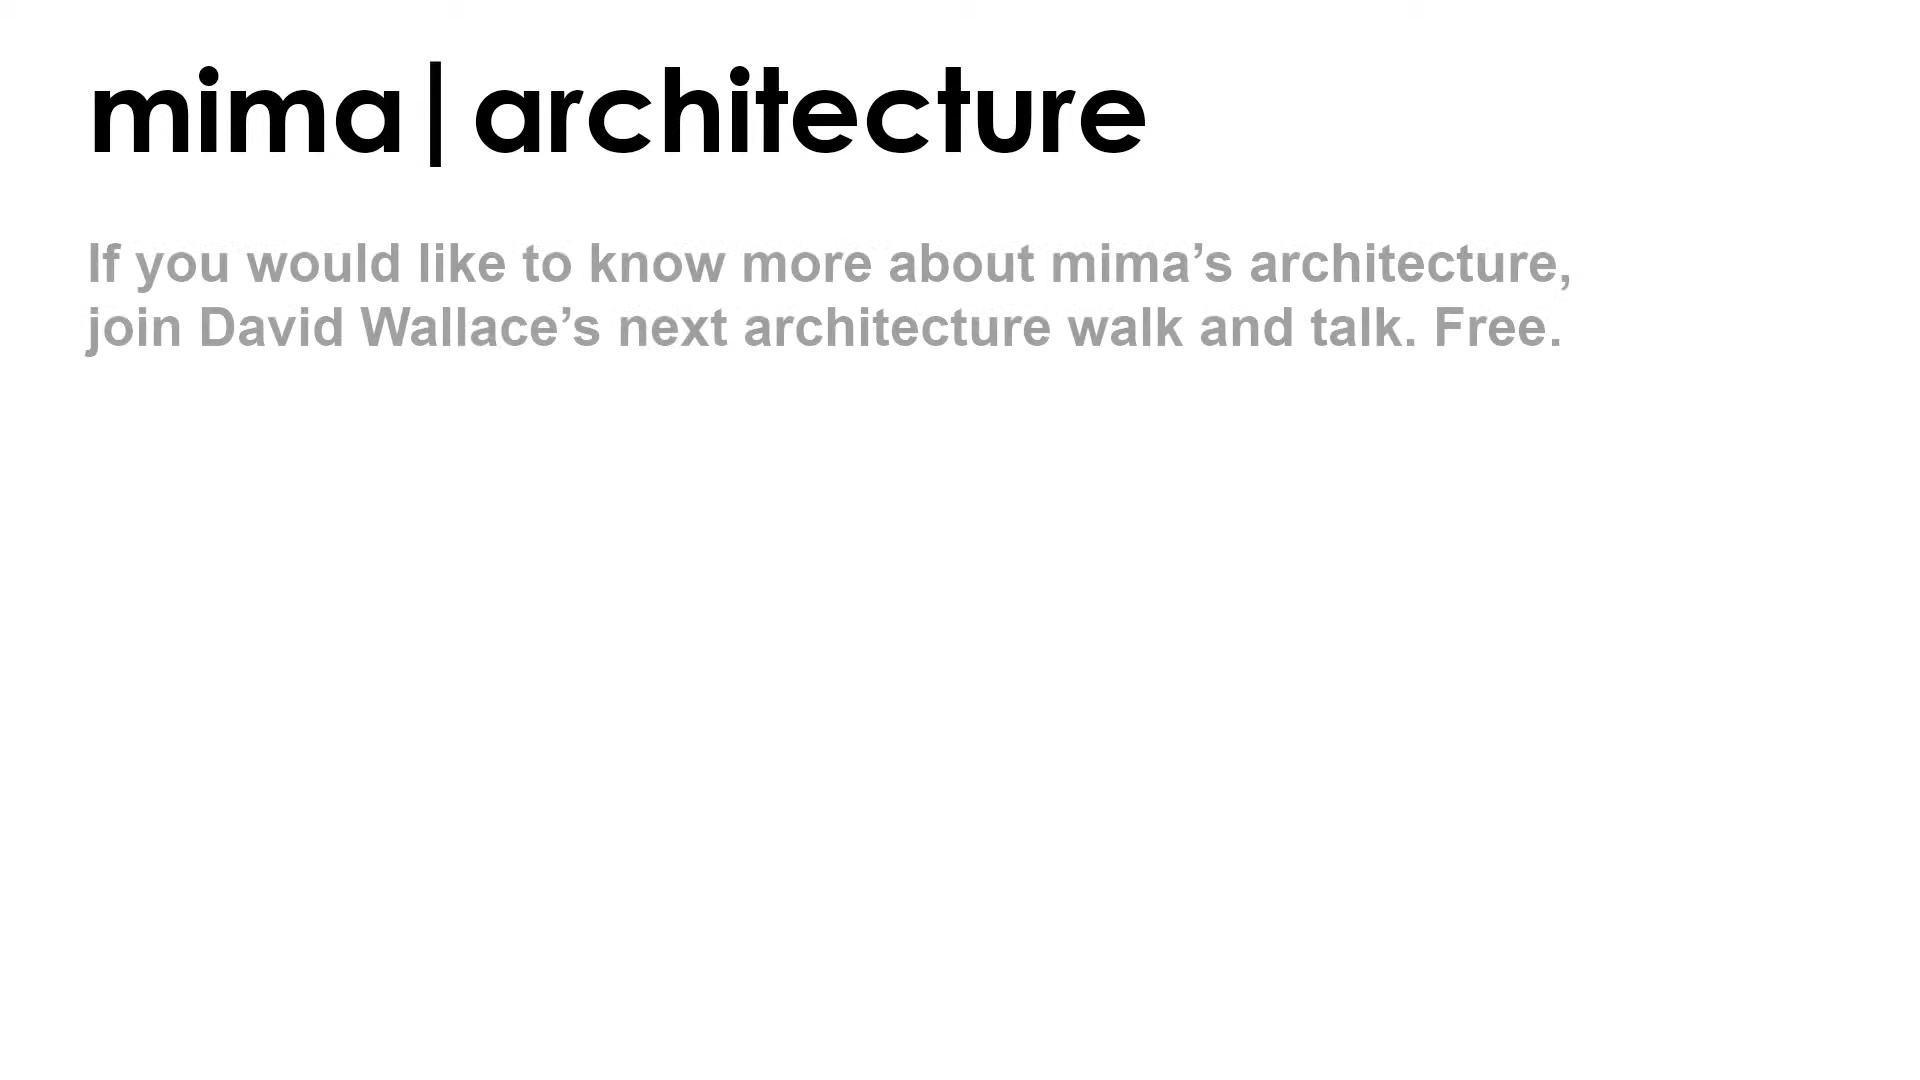 mima|architecture
If you would like to know more about mima’s architecture,
join David Wallace’s next architecture walk and talk. Free.